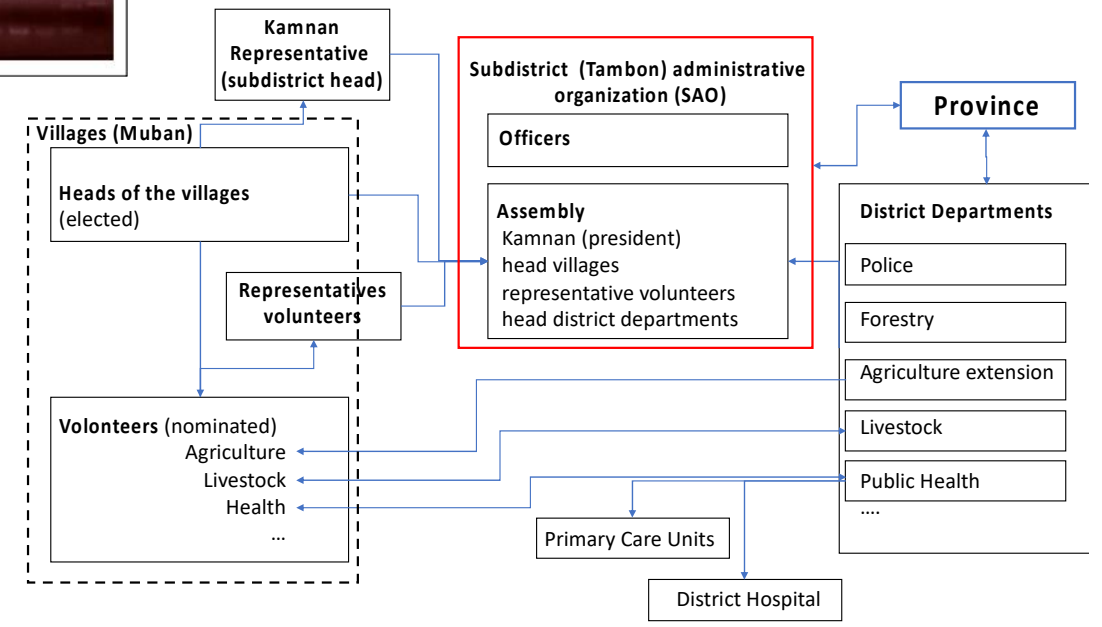 Kamnan
Representative
(subdistrict head)
Subdistrict (Tambon) administrative
organization (SAO)
Province
Villages (Muban)
Officers
Heads of the villages
(elected)
Assembly
Kamnan (president)
head villages
representative volunteers
head district departments
District Departments
Police
Forestry
Agriculture extension
Livestock
Public Health
....
Representatives
volunteers
Volonteers (nominated)
Agriculture
Livestock
Health
...
Primary Care Units
District Hospital